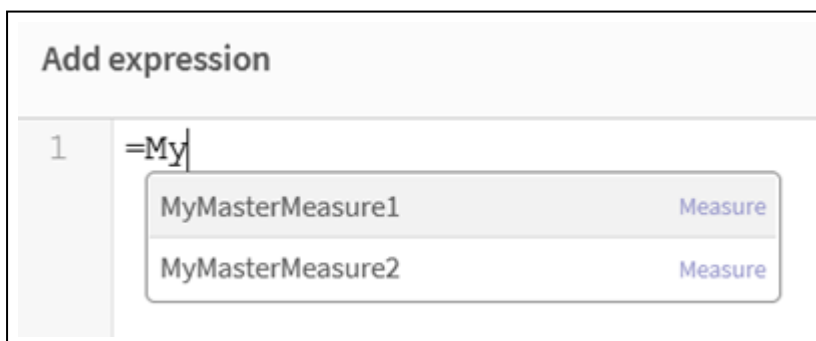 Add expression
1 =My
MyMasterMeasure1 Measure
MyMasterMeasure2 Measure